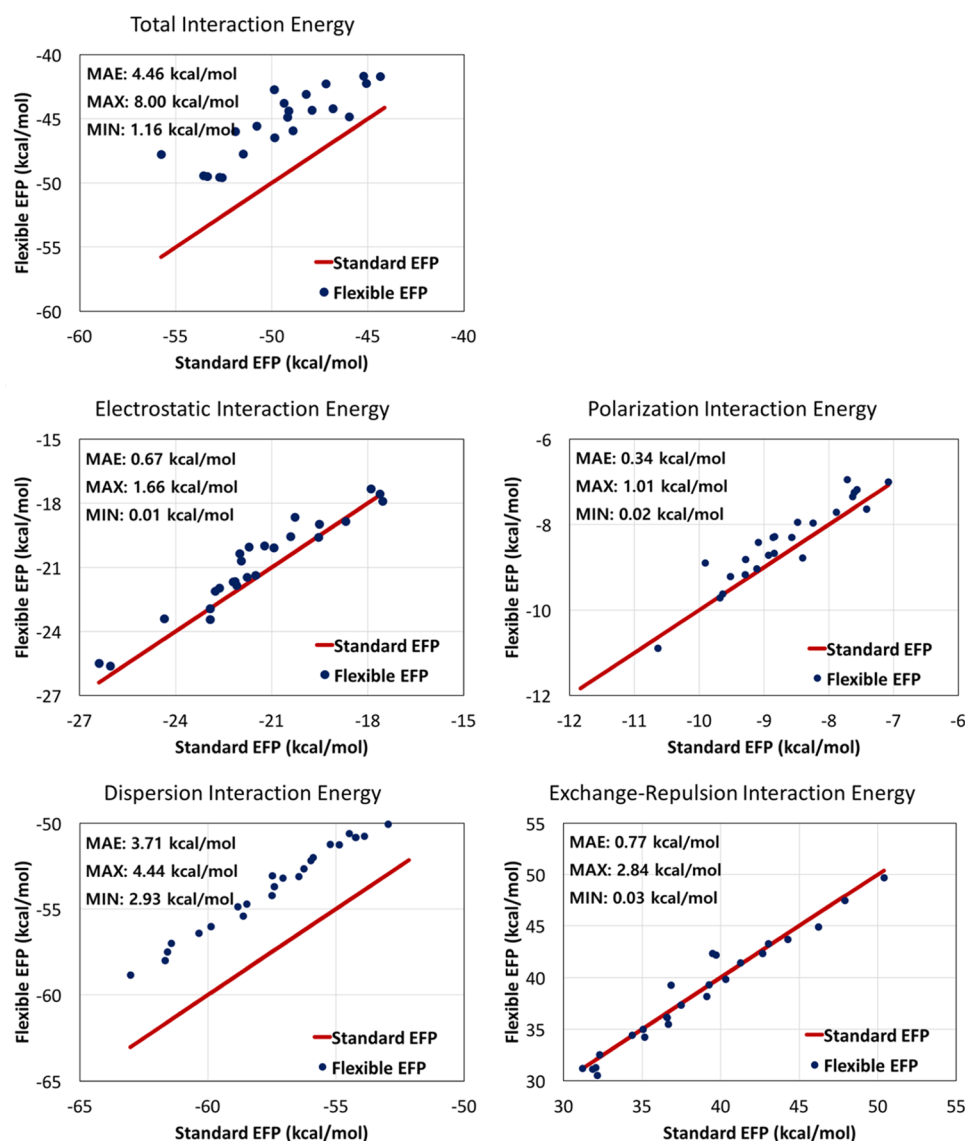 Total Interaction Energy
Flexible EFP (kcal/mol)
-40
-45
-50
-55
-60
MAE: 4.46 kcal/mol
MAX: 8.00 kcal/mol
MIN: 1.16 kcal/mol
Standard EFP
Flexible EFP
-60 -55 -50 -45 -40
Standard EFP (kcal/mol)
Electrostatic Interaction Energy
Flexible EFP (kcal/mol)
-15
-18
-21
-24
-27
MAE: 0.67 kcal/mol
MAX: 1.66 kcal/mol
MIN: 0.01 kcal/mol
Standard EFP
Flexible EFP
-27 -24 -21 -18 -15
Standard EFP (kcal/mol)
Polarization Interaction Energy
Flexible EFP (kcal/mol)
-6
-8
-10
-12
MAE: 0.34 kcal/mol
MAX: 1.01 kcal/mol
MIN: 0.02 kcal/mol
Standard EFP
Flexible EFP
-12 -11 -10 -9 -8 -7 -6
Standard EFP (kcal/mol)
Dispersion Interaction Energy
Flexible EFP (kcal/mol)
-50
-55
-60
-65
MAE: 3.71 kcal/mol
MAX: 4.44 kcal/mol
MIN: 2.93 kcal/mol
Standard EFP
Flexible EFP
-65 -60 -55 -50
Standard EFP (kcal/mol)
Exchange-Repulsion Interaction Energy
Flexible EFP (kcal/mol)
55
50
45
40
35
30
MAE: 0.77 kcal/mol
MAX: 2.84 kcal/mol
MIN: 0.03 kcal/mol
Standard EFP
Flexible EFP
30 35 40 45 50 55
Standard EFP (kcal/mol)